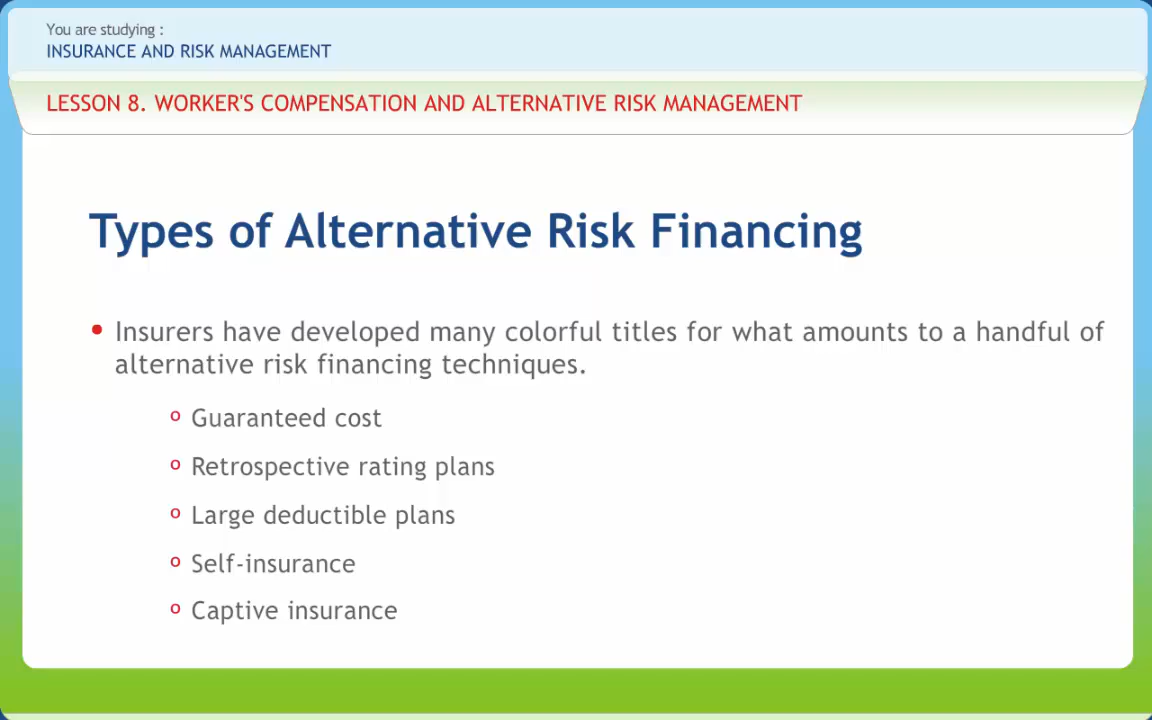 You are studying :
INSURANCE AND RISK MANAGEMENT
LESSON 8. WORKER'S COMPENSATION AND ALTERNATIVE RISK MANAGEMENT
Types of Alternative Risk Financing
• Insurers have developed many colorful titles for what amounts to a handful of
alternative risk financing techniques.
o Guaranteed cost
o Retrospective rating plans
o Large deductible plans
o Self-insurance
o Captive insurance